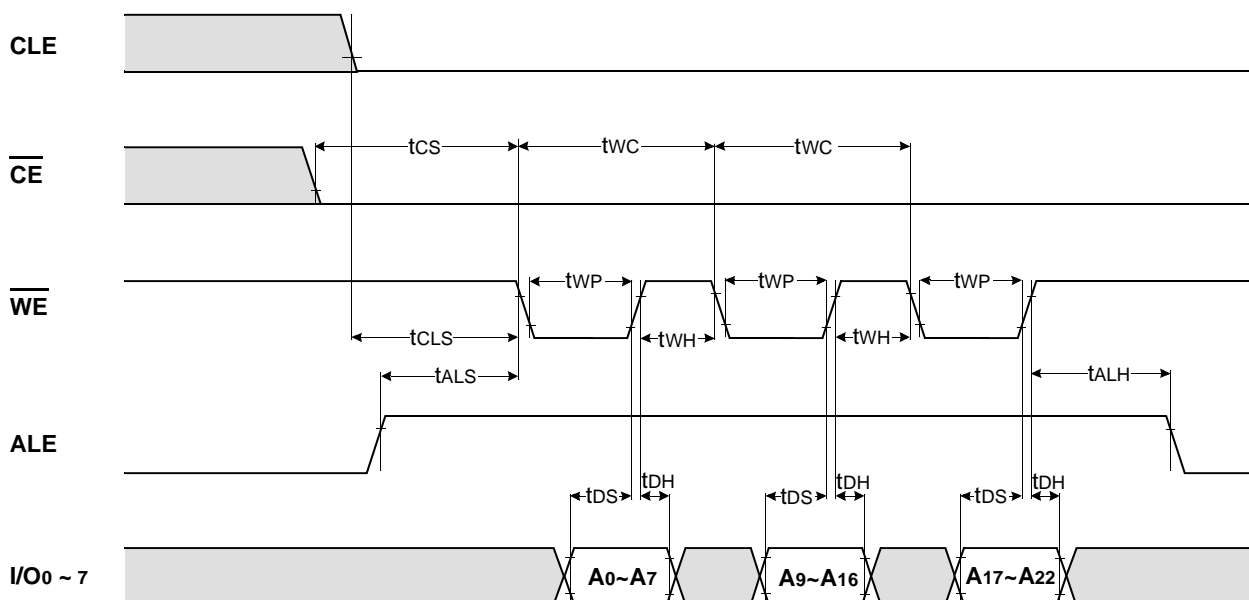 CLE
CE
tCS
tWC
tWC
WE
tWP
tWP
tWP
tCLS
tWH
tWH
tALS
tALH
ALE
tDS
tDH
tDS
tDH
tDS
tDH
I/O0 ~ 7
A0~A7
A9~A16
A17~A22